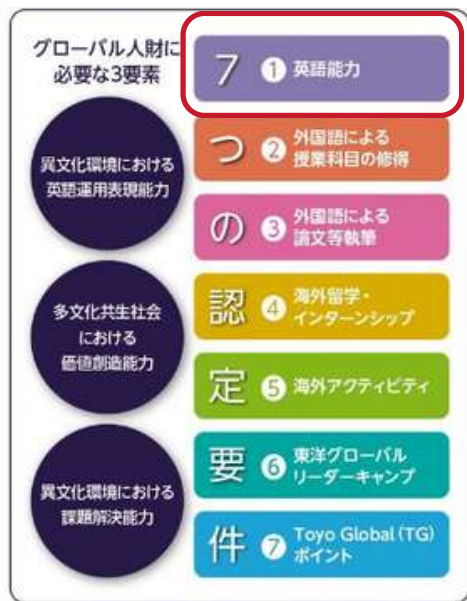 グローバル人財に
必要な3要素
異文化環境における
英語運用表現能力
多文化共生社会
における
価値創造能力
異文化環境における
課題解決能力
7 ① 英語能力
つ ② 外国語による
授業科目の修得
の ③ 外国語による
論文等執筆
認 ④ 海外留学・
インターンシップ
定 ⑤ 海外アクティビティ
要 ⑥ 東洋グローバル
リーダーキャンプ
件 ⑦ Toyo Global(TG)
ポイント